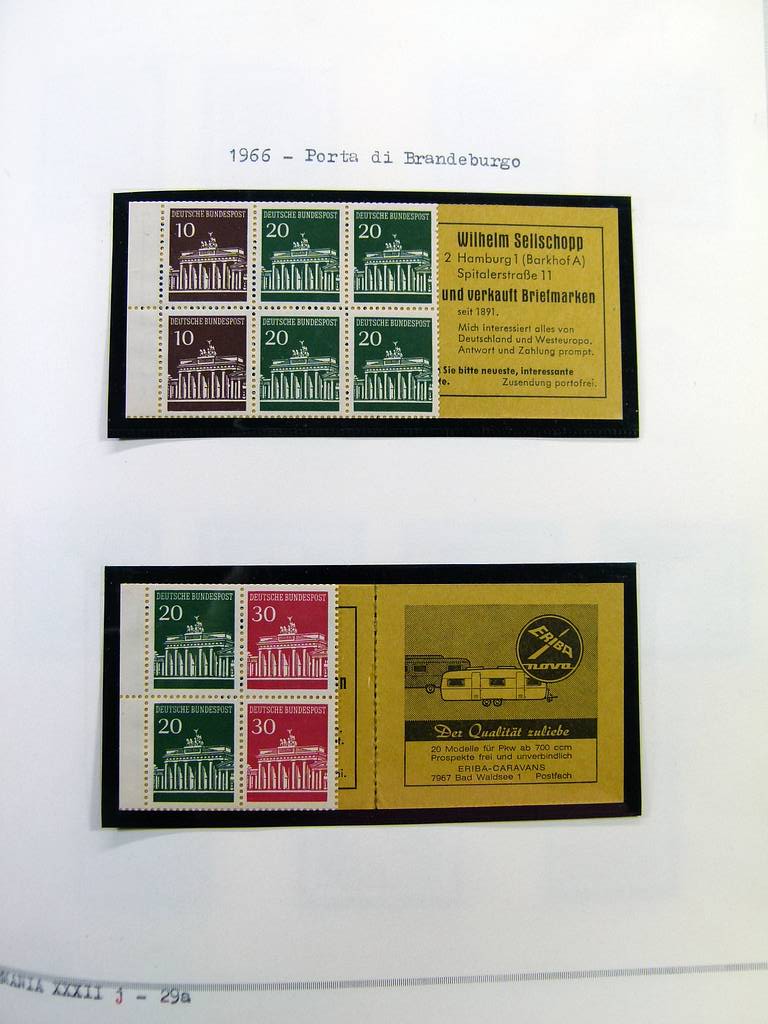 1966 - Porta di Brandeburgo
DEUTSCHE BUNDESPOST
10
DEUTSCHE BUNDESPOST
20
DEUTSCHE BUNDESPOST
20
DEUTSCHE BUNDESPOST
10
DEUTSCHE BUNDESPOST
20
DEUTSCHE BUNDESPOST
20
Wilhelm Sellschopp
2 Hamburg 1 (Barkhof A)
Spitalerstraße 11
und verkauft Briefmarken
seit 1891.
Mich interessiert alles von
Deutschland und Westeuropa.
Antwort und Zahlung prompt.
Sie bitte neueste, interessante
te. Zusendung portofrei.
DEUTSCHE BUNDESPOST
20
DEUTSCHE BUNDESPOST
30
DEUTSCHE BUNDESPOST
20
DEUTSCHE BUNDESPOST
30
n
t.
i.
ERIBA
nova
Der Qualität zuliebe
20 Modelle für Pkw ab 700 ccm
Prospekte frei und unverbindlich
ERIBA-CARAVANS
7967 Bad Waldsee 1 Postfach
MANIA XXXII j - 29a